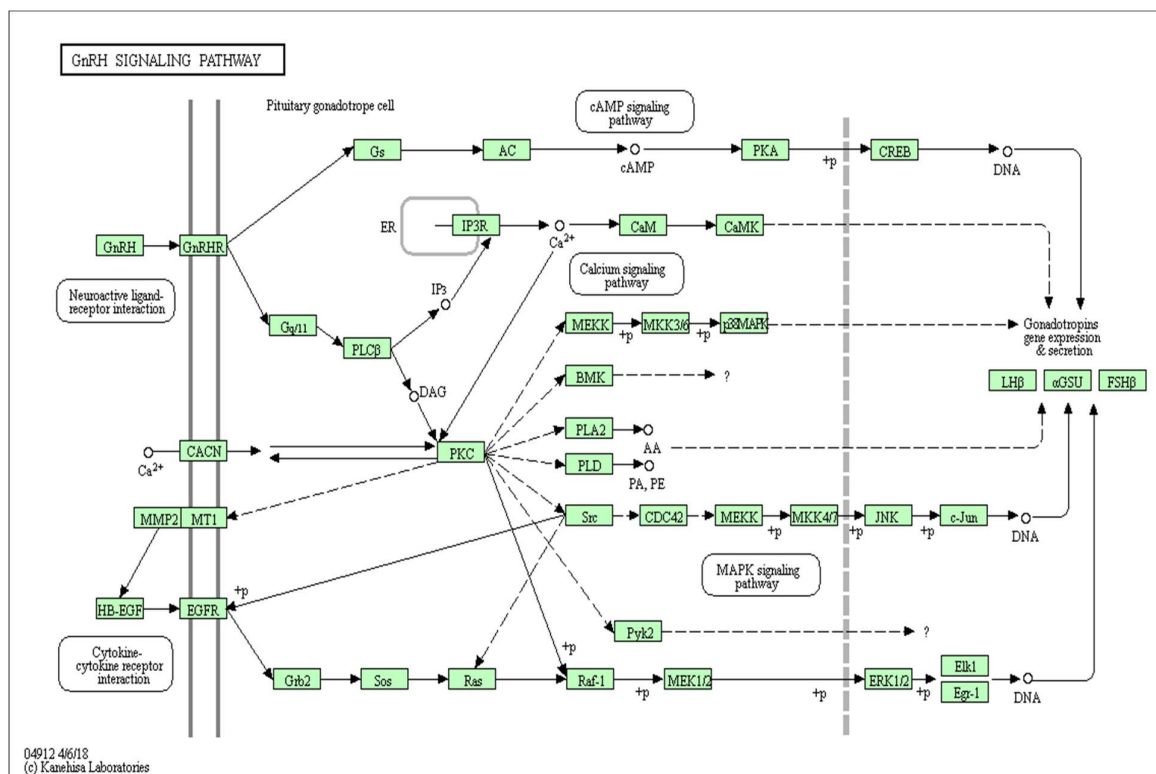 GnRH SIGNALING PATHWAY
Pituitary gonadotrope cell
cAMP signaling
pathway
Gs
AC
cAMP
PKA
+p
CREB
DNA
ER
IP3R
Ca2+
CaM
CaMK
GnRH
GnRHR
Calcium signaling
pathway
Neuroactive ligand-
receptor interaction
IP3
Gq/11
PLCβ
MEKK
+p
MKK3/6
+p
p38MAPK
Gonadotropins
gene expression
& secretion
DAG
BMK
?
LHβ
αGSU
FSHβ
PLA2
AA
Ca2+
CACN
PKC
PLD
PA, PE
MMP2
MT1
Src
CDC42
MEKK
+p
MKK4/7
+p
JNK
+p
c-Jun
DNA
MAPK signaling
pathway
+p
HB-EGF
EGFR
Pyk2
?
Cytokine-
cytokine receptor
interaction
+p
Grb2
Sos
Ras
Raf-1
+p
MEK1/2
+p
ERK1/2
+p
Elk1
Egr-1
DNA
04912 4/6/18
(c) Kanehisa Laboratories